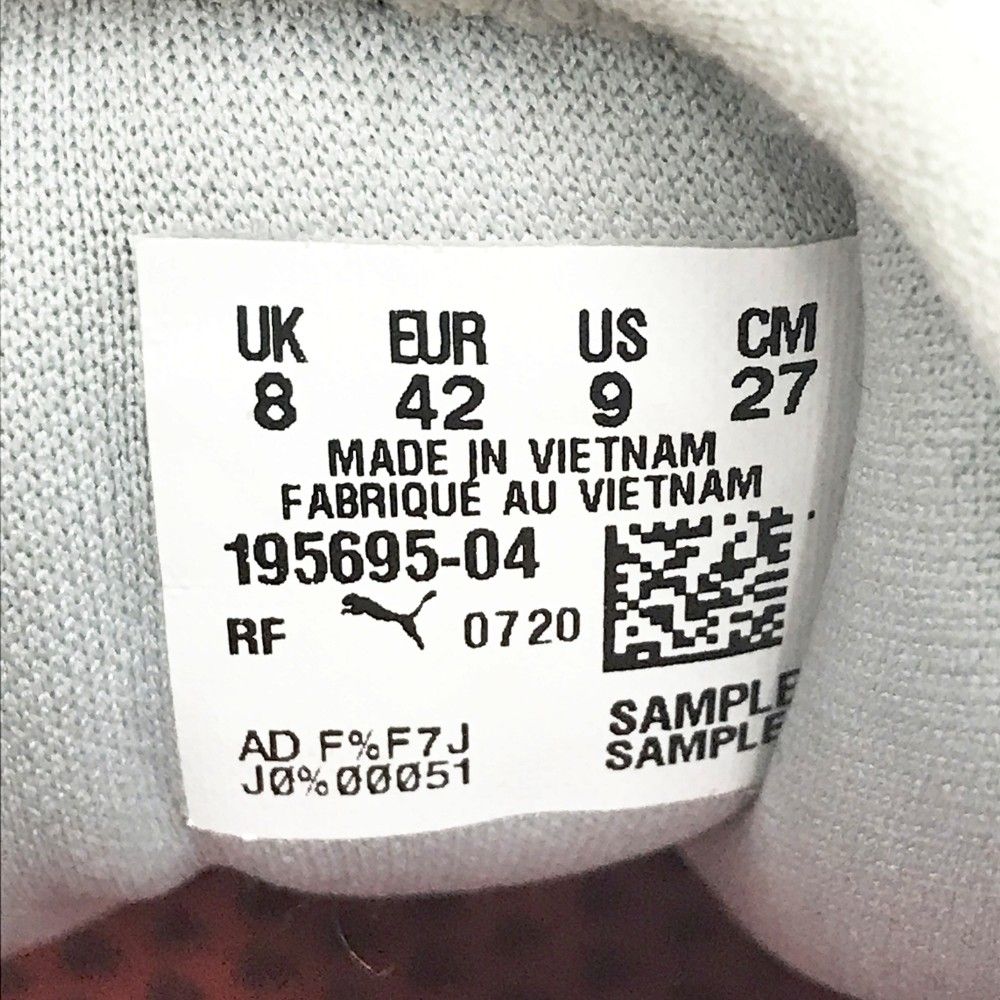 UK EUR US CM
8 42 9 27
MADE IN VIETNAM
FABRIQUE AU VIETNAM
195695-04
RF 0720
SAMPLE
SAMPLE
AD F%F7J
J0%00051